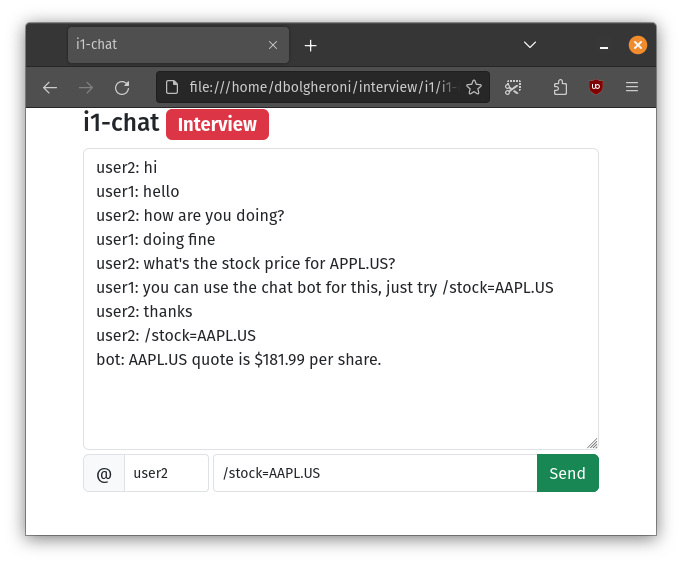 i1-chat
file:///home/dbolgheroni/interview/i1/i1-
i1-chat Interview
user2: hi
user1: hello
user2: how are you doing?
user1: doing fine
user2: what's the stock price for APPL.US?
user1: you can use the chat bot for this, just try /stock=AAPL.US
user2: thanks
user2: /stock=AAPL.US
bot: AAPL.US quote is $181.99 per share.
@ user2 /stock=AAPL.US Send